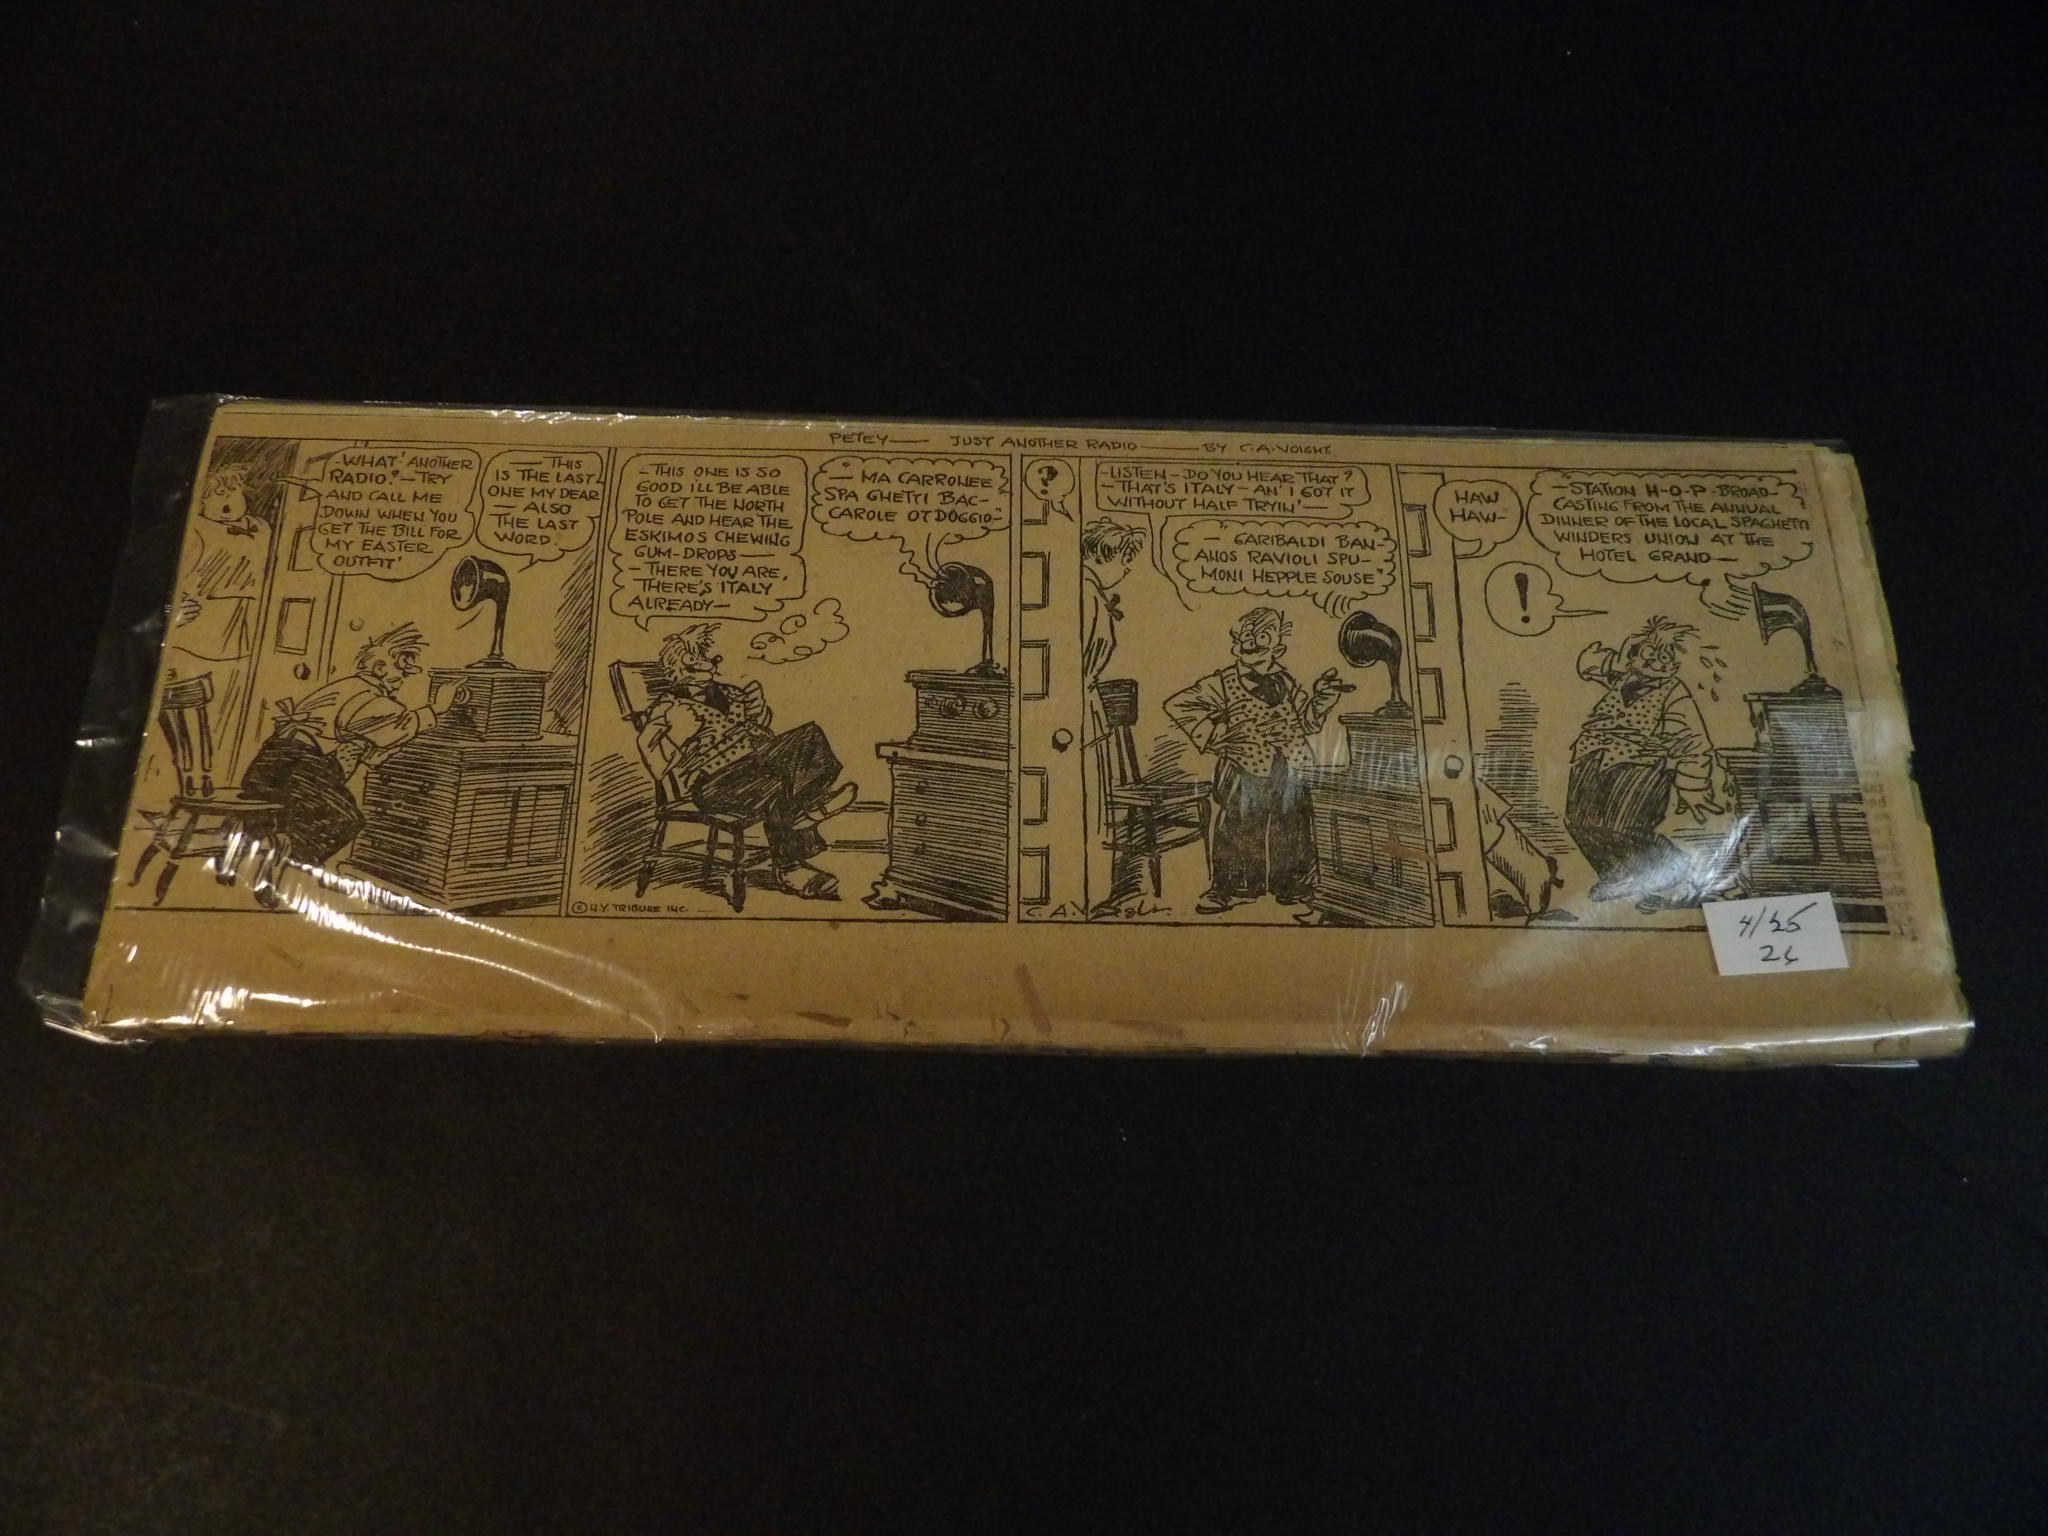 PETEY — JUST ANOTHER RADIO — BY C.A. VOIGHT
-WHAT! ANOTHER
RADIO? - TRY
AND CALL ME
DOWN WHEN YOU
GET THE BILL FOR
MY EASTER
OUTFIT!
— THIS
IS THE LAST
ONE MY DEAR
— ALSO
THE LAST
WORD.
-THIS ONE IS SO
GOOD I'LL BE ABLE
TO GET THE NORTH
POLE AND HEAR THE
ESKIMOS CHEWING
GUM-DROPS —
- THERE YOU ARE,
THERE'S ITALY
ALREADY —
"- MA CARRONEE
SPA GHETTI BAC-
CAROLE OT DOGGIO-"
© N.Y. TRIBUNE INC.
?
-LISTEN - DO YOU HEAR THAT?
- THAT'S ITALY - AN' I GOT IT
WITHOUT HALF TRYIN' —
- GARIBALDI BAN-
ANOS RAVIOLI SPU-
MONI HEPPLE SOUSE"
C.A. Voight
HAW
HAW-
!
-STATION H-O-P- BROAD-
CASTING FROM THE ANNUAL
DINNER OF THE LOCAL SPAGHETTI
WINDERS UNION AT THE
HOTEL GRAND —
4/25
2¢